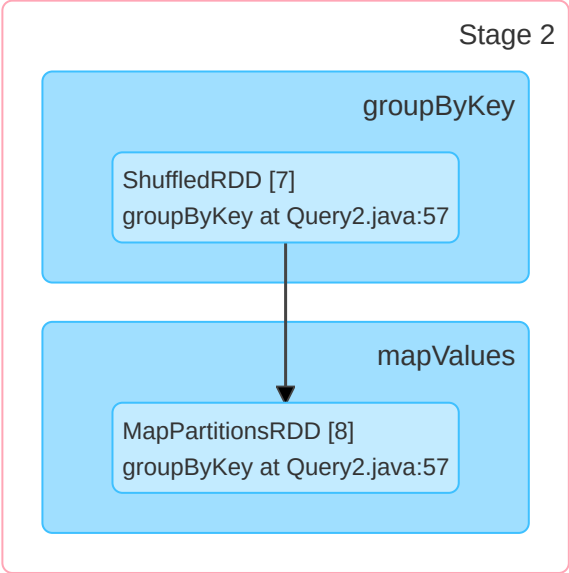 Stage 2
groupByKey
ShuffledRDD [7]
groupByKey at Query2.java:57
mapValues
MapPartitionsRDD [8]
groupByKey at Query2.java:57